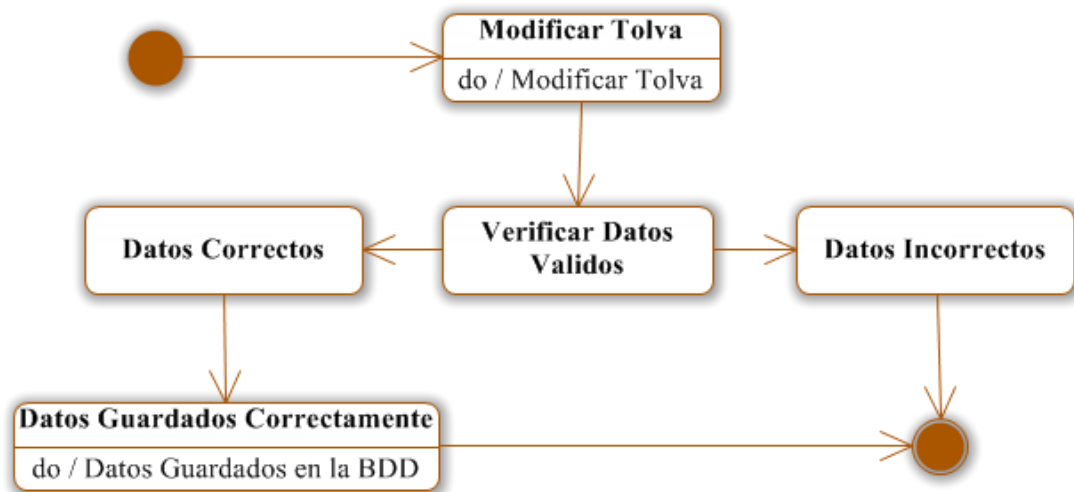 Modificar Tolva
do / Modificar Tolva
Datos Correctos
Verificar Datos
Validos
Datos Incorrectos
Datos Guardados Correctamente
do / Datos Guardados en la BDD